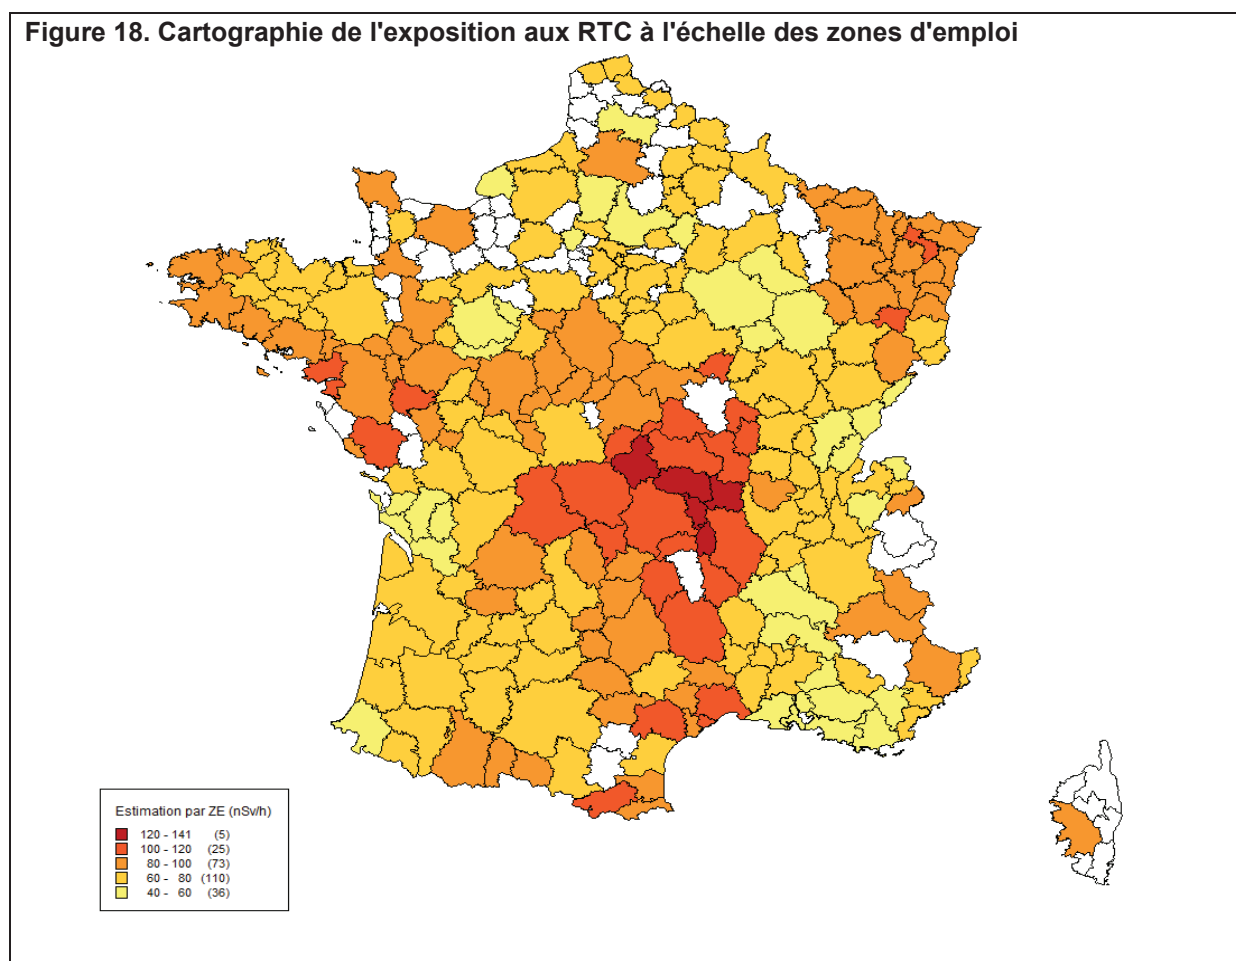 Figure 18. Cartographie de l'exposition aux RTC à l'échelle des zones d'emploi
Estimation par ZE (nSv/h)
120 - 141 (5)
100 - 120 (25)
80 - 100 (73)
60 - 80 (110)
40 - 60 (36)